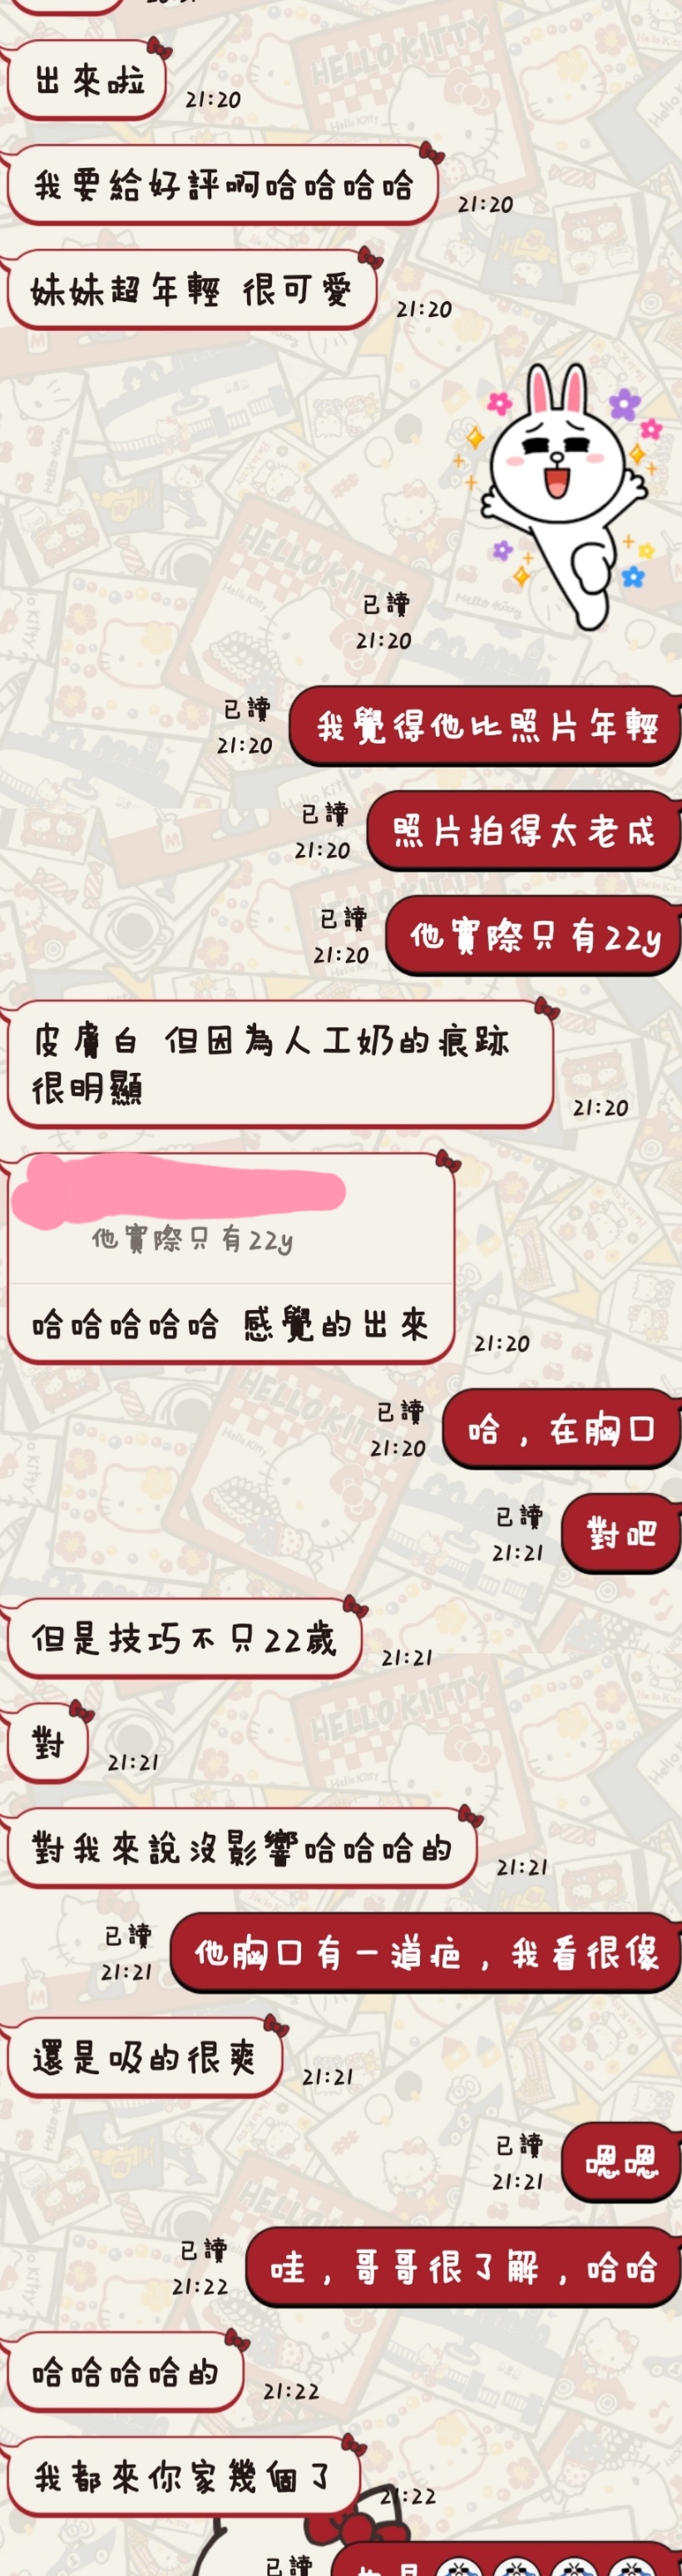 出來啦
21:20
我要給好評啊哈哈哈哈
21:20
妹妹超年輕 很可愛
21:20
已讀
21:20
我覺得他比照片年輕
已讀
21:20
照片拍得太老成
已讀
21:20
他實際只有22y
已讀
21:20
皮膚白 但因為人工奶的痕跡
很明顯
21:20
他實際只有22y
哈哈哈哈哈 感覺的出來
21:20
哈，在胸口
已讀
21:20
對吧
已讀
21:21
但是技巧不只22歲
21:21
對
21:21
對我來說沒影響哈哈哈的
21:21
他胸口有一道疤，我看很像
已讀
21:21
還是吸的很爽
21:21
嗯嗯
已讀
21:21
哇，哥哥很了解，哈哈
已讀
21:22
哈哈哈哈的
21:22
我都來你家幾個了
21:22
已讀